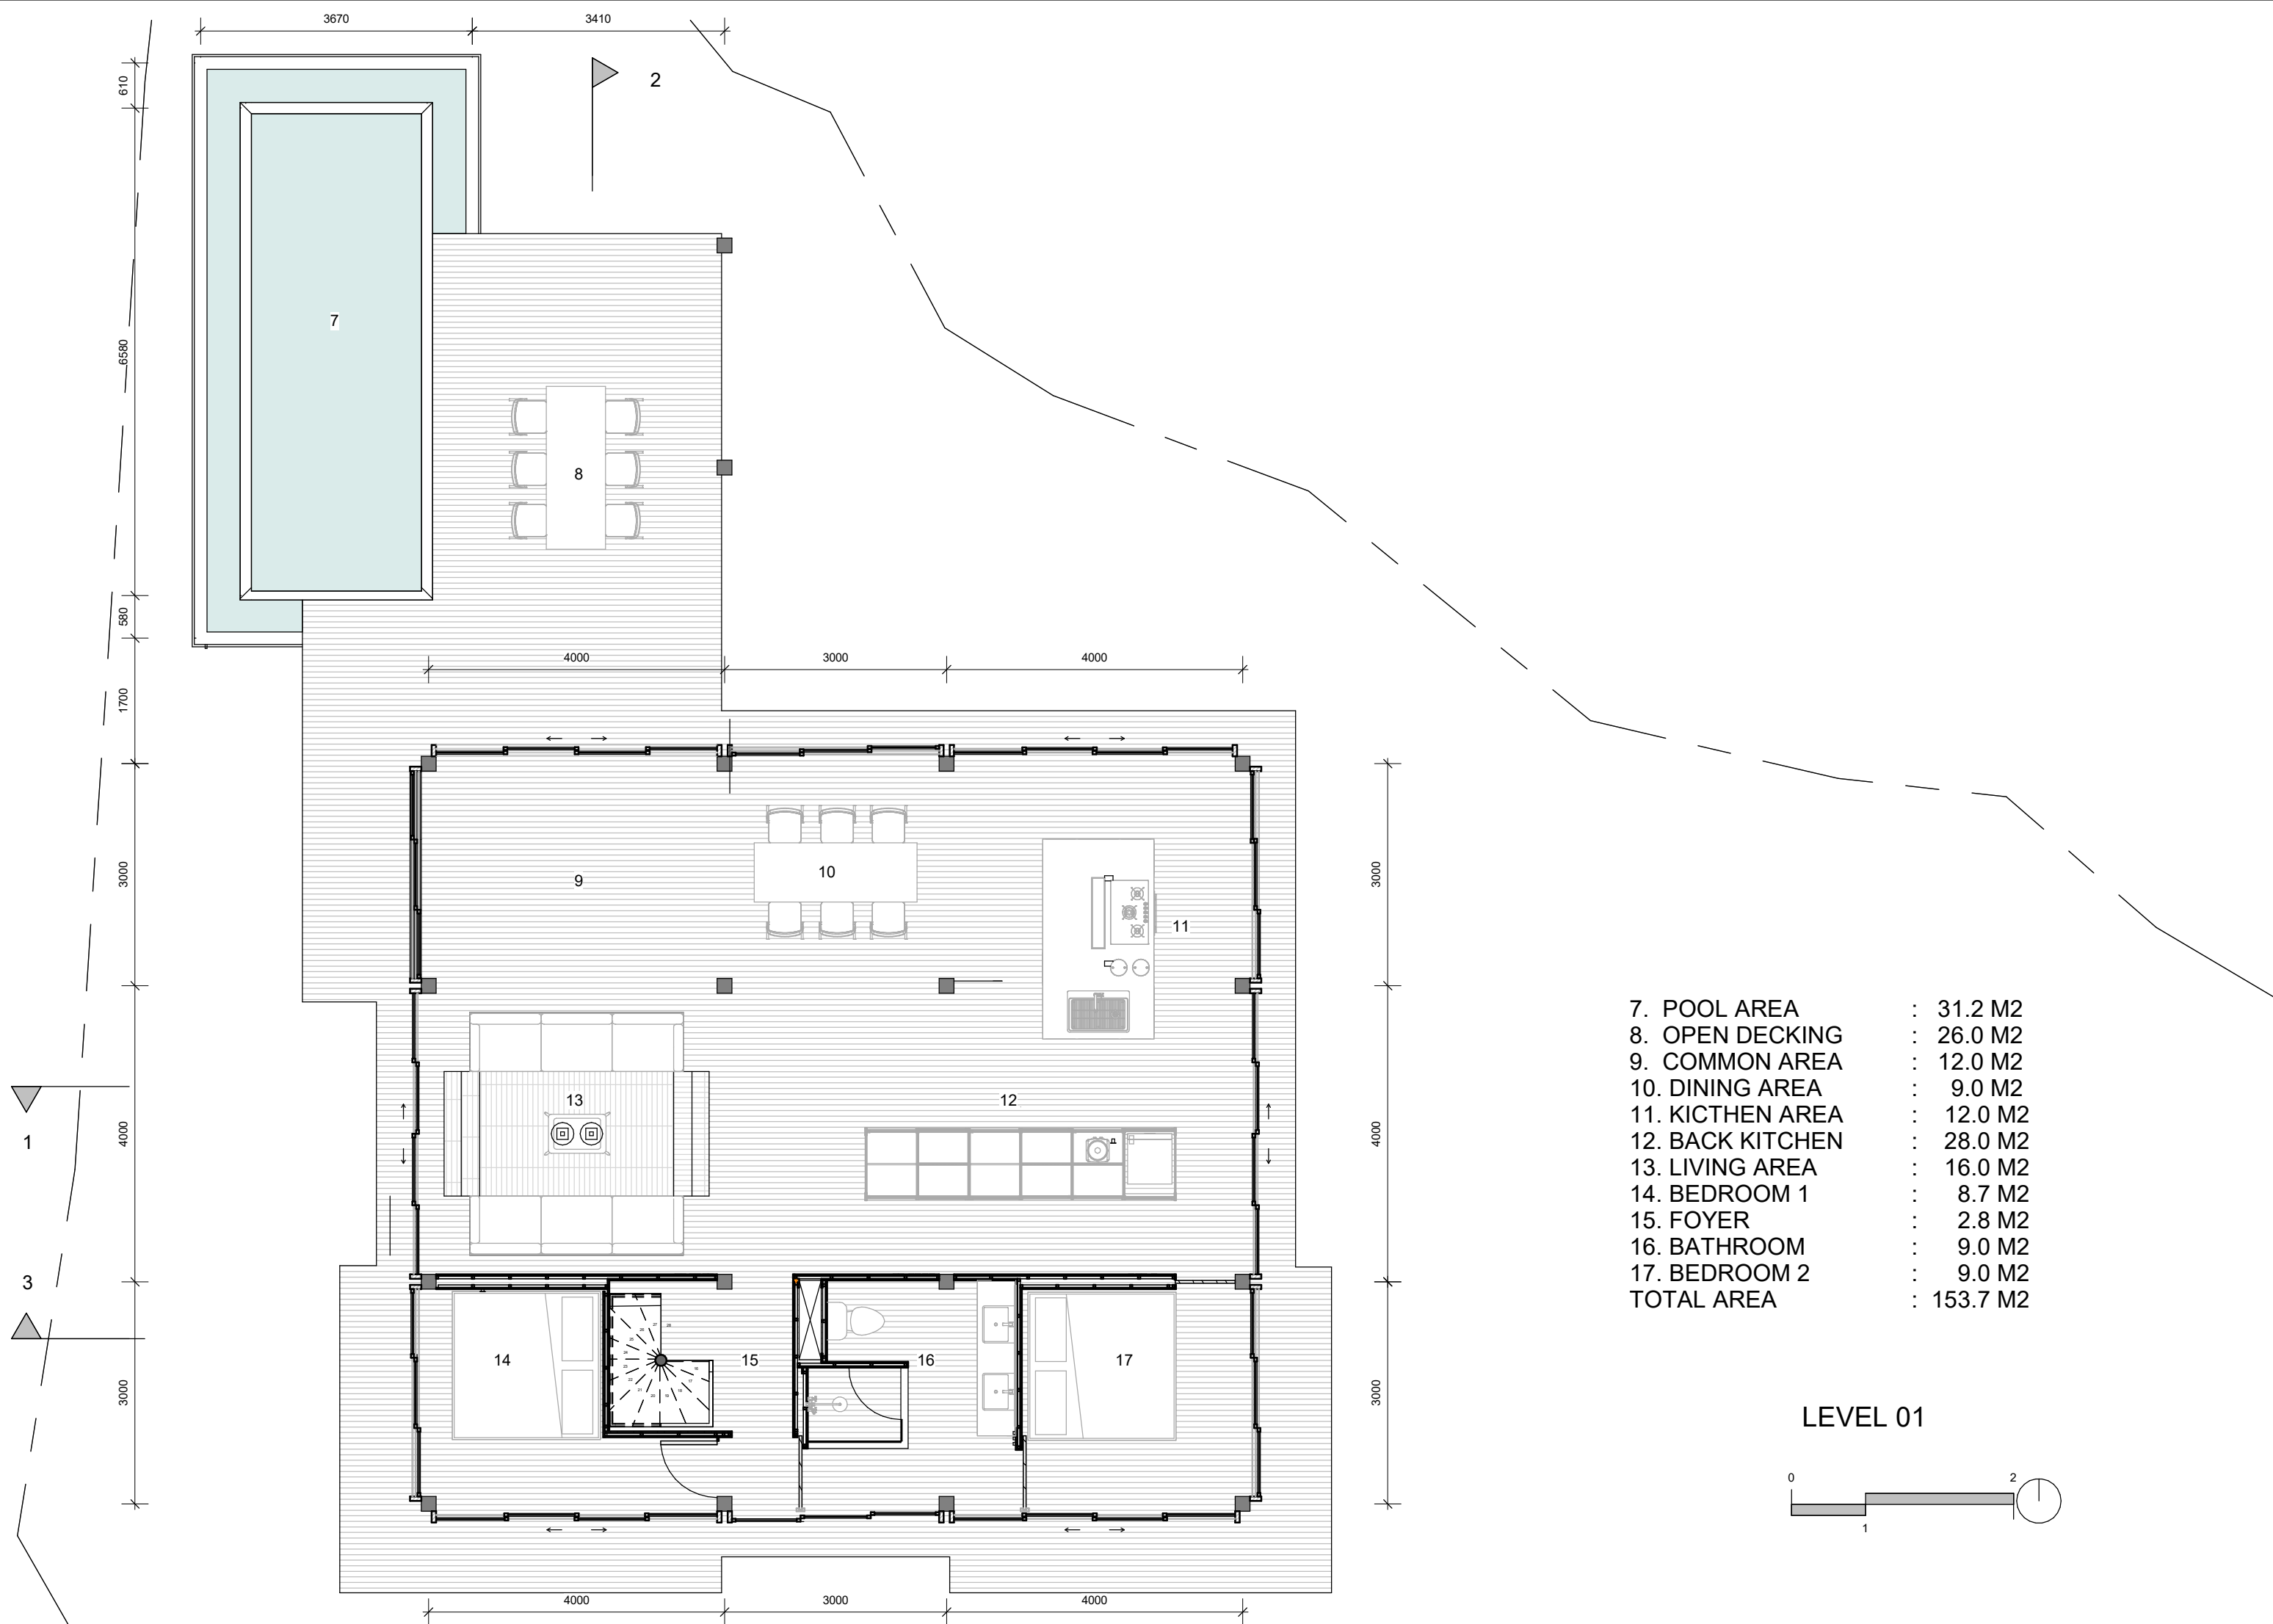 3670 3410
2
610
7
6580
8
580
4000 3000 4000
1700
9
10
3000
3000
11
7. POOL AREA : 31.2 M2
8. OPEN DECKING : 26.0 M2
9. COMMON AREA : 12.0 M2
10. DINING AREA : 9.0 M2
11. KICTHEN AREA : 12.0 M2
12. BACK KITCHEN : 28.0 M2
13. LIVING AREA : 16.0 M2
14. BEDROOM 1 : 8.7 M2
15. FOYER : 2.8 M2
16. BATHROOM : 9.0 M2
17. BEDROOM 2 : 9.0 M2
TOTAL AREA : 153.7 M2
13
12
1
4000
4000
3
14
15
16
17
3000
3000
LEVEL 01
0 2
1
4000 3000 4000